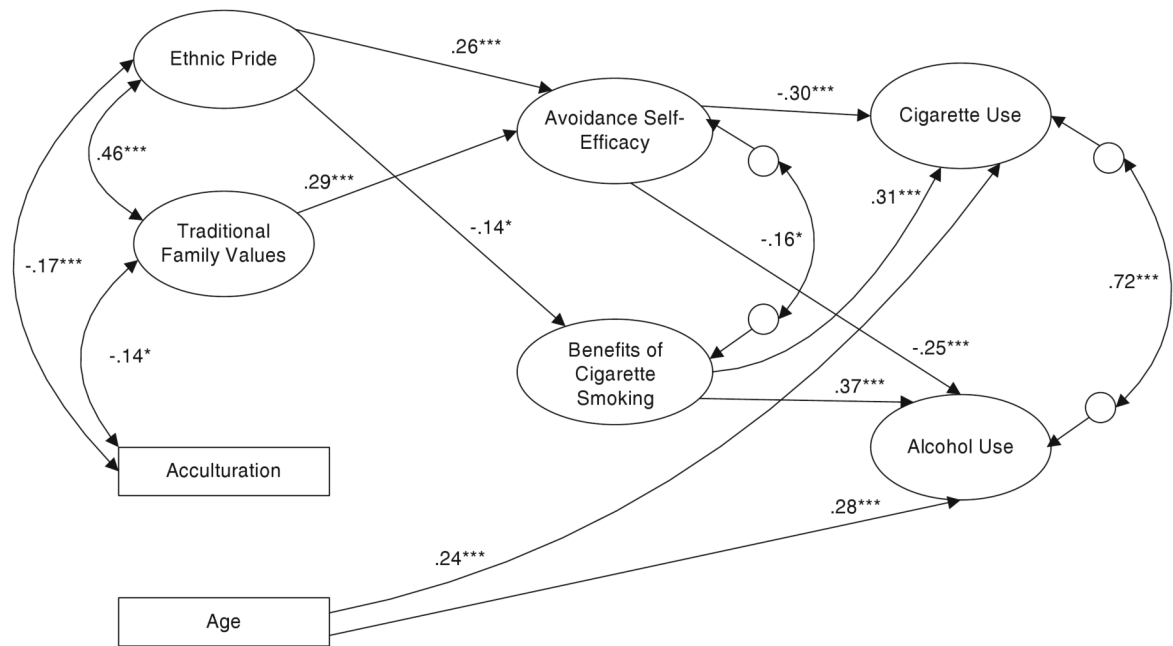 Ethnic Pride
.26***
Avoidance Self-
Efficacy
-.30***
Cigarette Use
.46***
.29***
.31***
Traditional
Family Values
-.14*
-.16*
-.17***
.72***
-.14*
Benefits of
Cigarette
Smoking
-.25***
.37***
Alcohol Use
Acculturation
.28***
.24***
Age